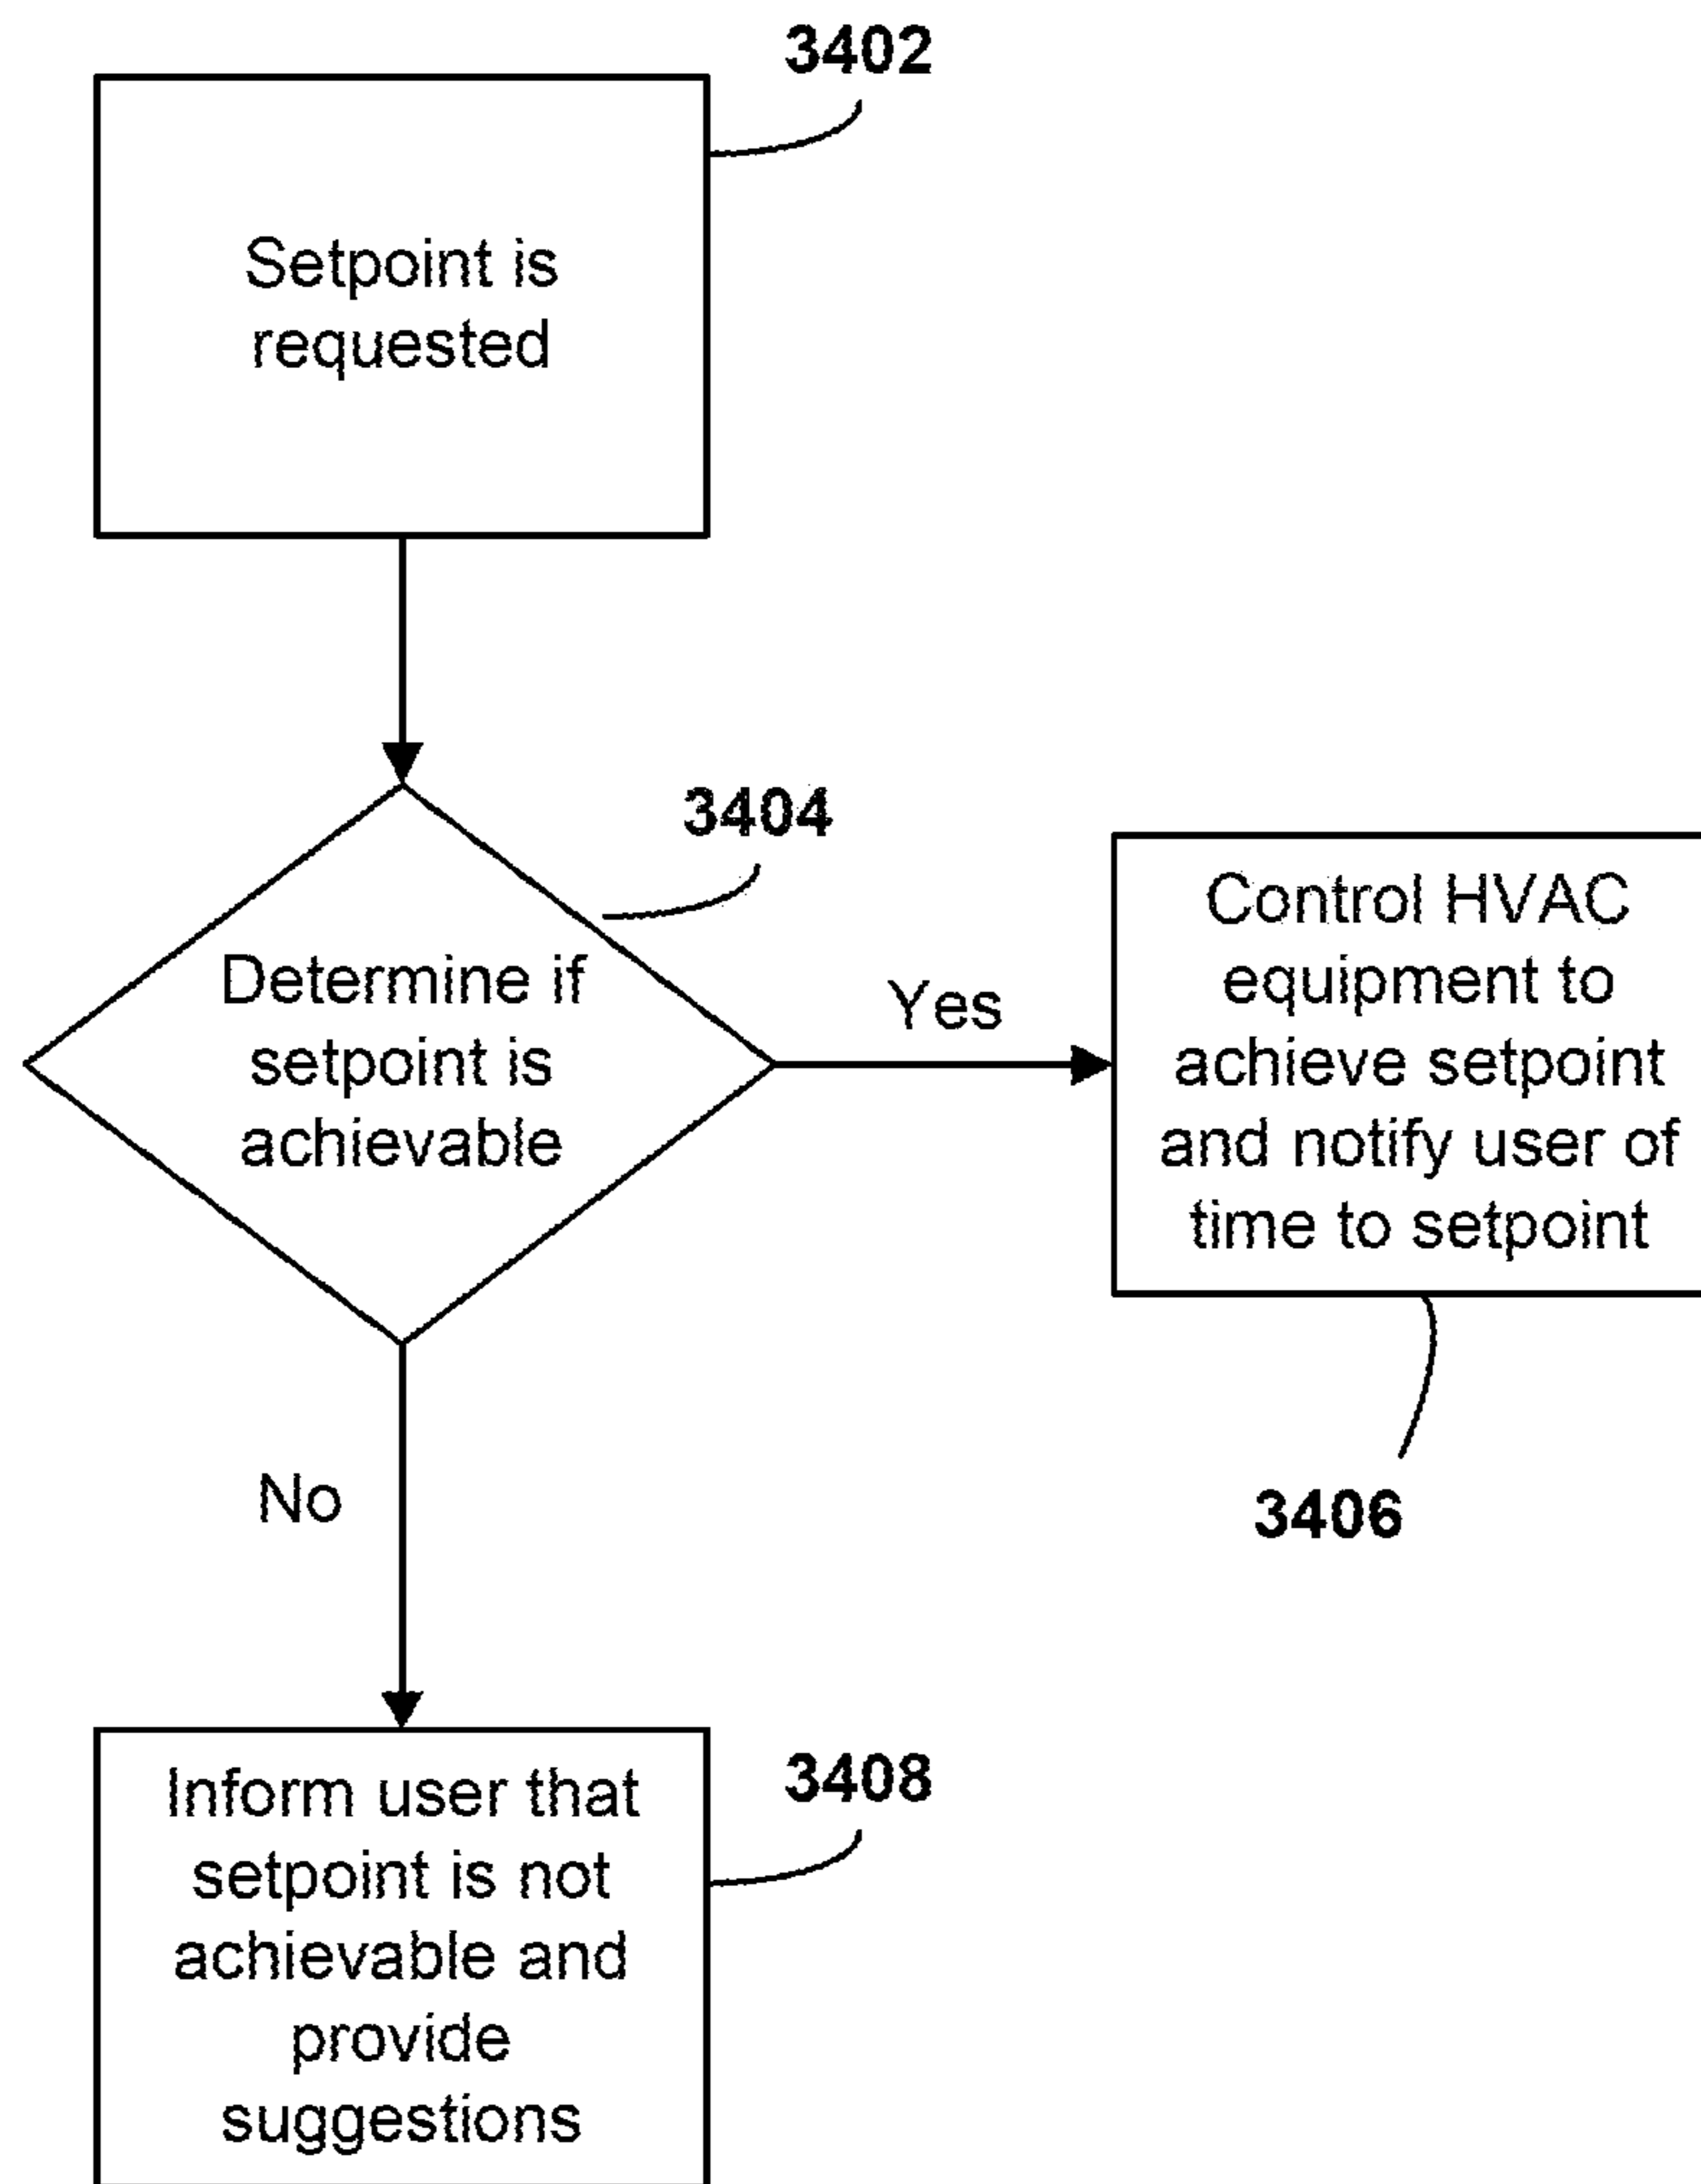 3402
Setpoint is
requested
3404
Determine if
setpoint is
achievable
Yes
Control HVAC
equipment to
achieve setpoint
and notify user of
time to setpoint
3406
No
3408
Inform user that
setpoint is not
achievable and
provide
suggestions